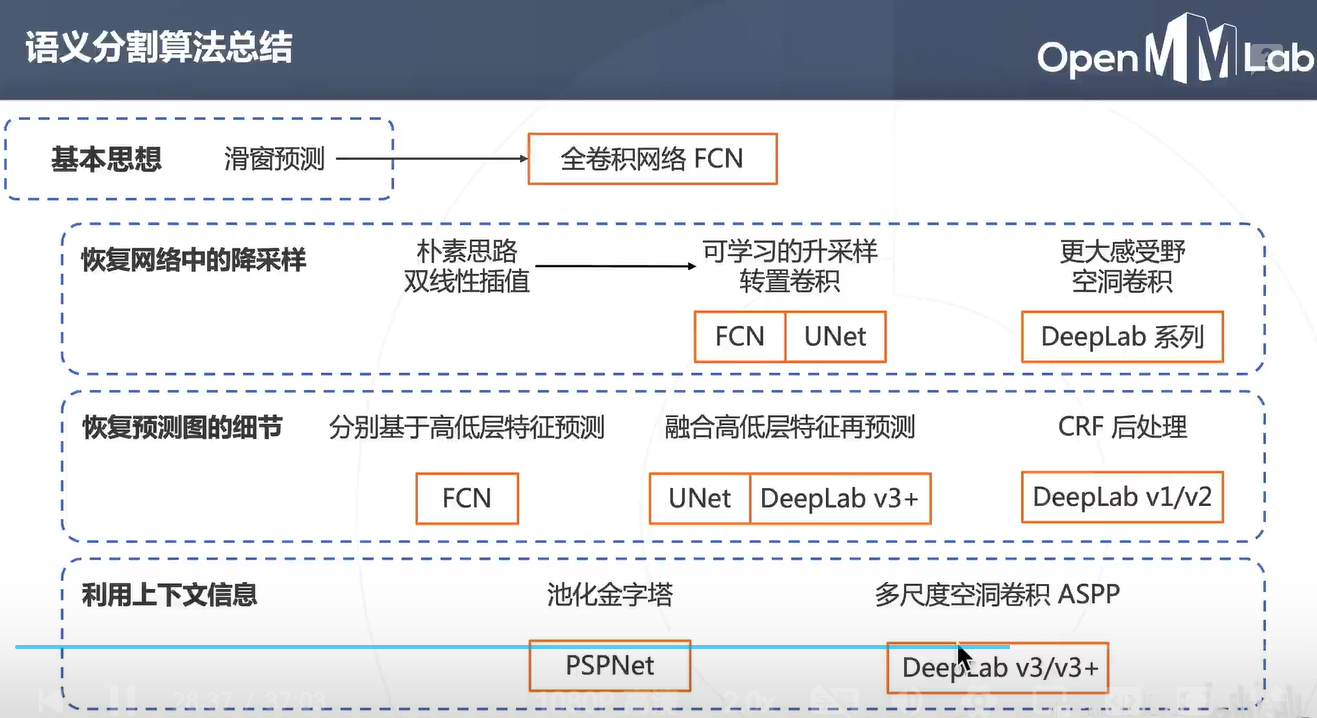 语义分割算法总结
OpenMMLab
基本思想 滑窗预测 全卷积网络 FCN
恢复网络中的降采样
朴素思路
双线性插值
可学习的升采样
转置卷积
更大感受野
空洞卷积
FCN UNet DeepLab 系列
恢复预测图的细节 分别基于高低层特征预测 融合高低层特征再预测 CRF 后处理
FCN UNet DeepLab v3+ DeepLab v1/v2
利用上下文信息 池化金字塔 多尺度空洞卷积 ASPP
PSPNet DeepLab v3/v3+
28:37 / 37:03 1080P 高清 2.0x